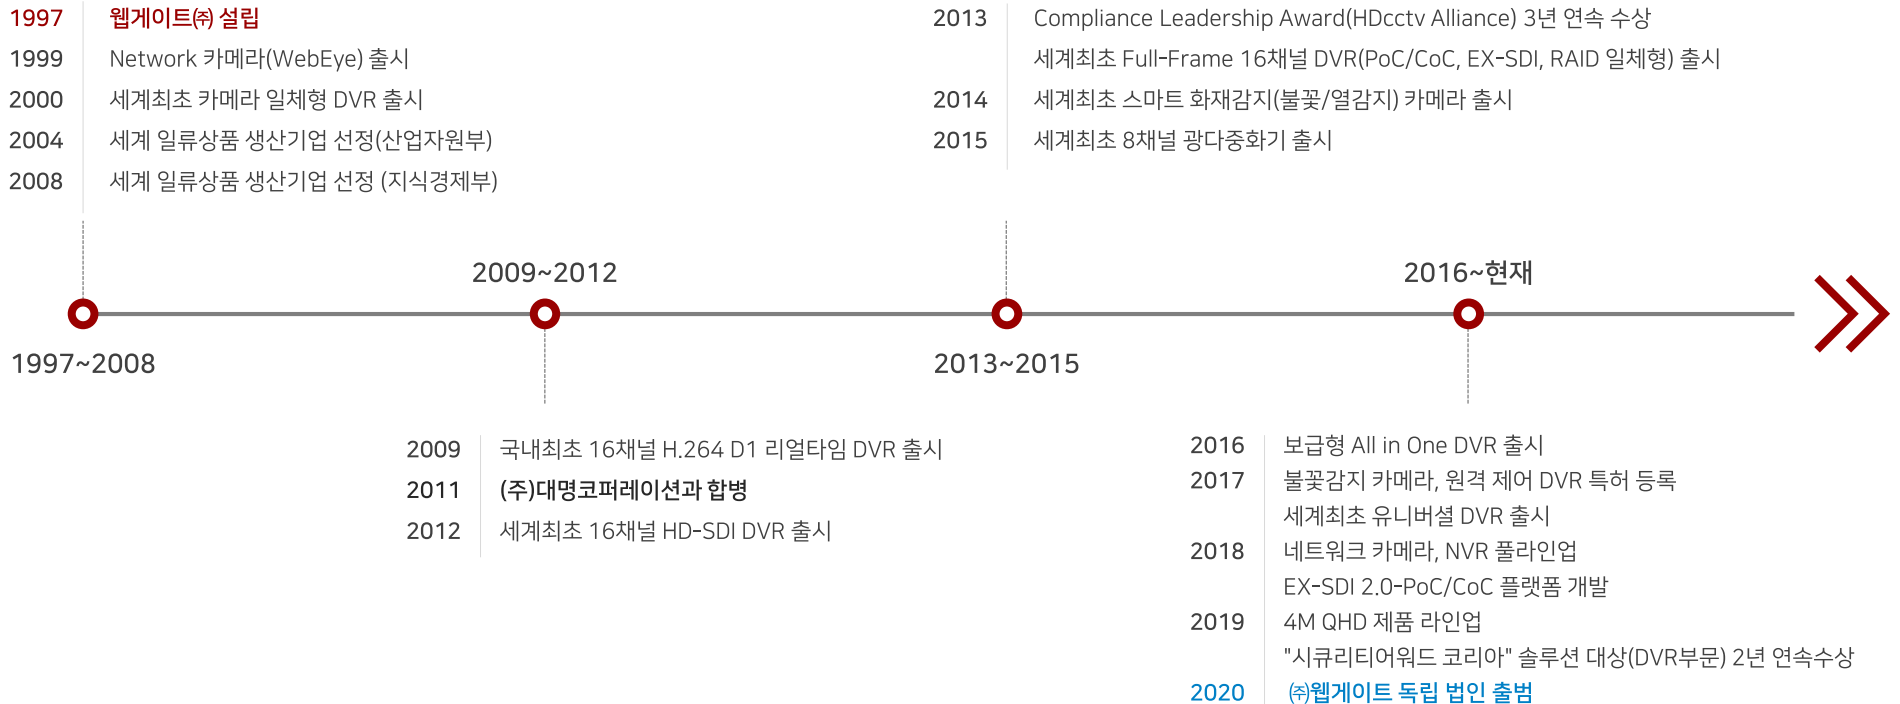 1997 웹게이트㈜ 설립
1999 Network 카메라(WebEye) 출시
2000 세계최초 카메라 일체형 DVR 출시
2004 세계 일류상품 생산기업 선정(산업자원부)
2008 세계 일류상품 생산기업 선정 (지식경제부)
2013 Compliance Leadership Award(HDcctv Alliance) 3년 연속 수상
세계최초 Full-Frame 16채널 DVR(PoC/CoC, EX-SDI, RAID 일체형) 출시
2014 세계최초 스마트 화재감지(불꽃/열감지) 카메라 출시
2015 세계최초 8채널 광다중화기 출시
2009~2012
2016~현재
1997~2008
2013~2015
2009 국내최초 16채널 H.264 D1 리얼타임 DVR 출시
2011 (주)대명코퍼레이션과 합병
2012 세계최초 16채널 HD-SDI DVR 출시
2016 보급형 All in One DVR 출시
2017 불꽃감지 카메라, 원격 제어 DVR 특허 등록
세계최초 유니버셜 DVR 출시
2018 네트워크 카메라, NVR 풀라인업
EX-SDI 2.0-PoC/CoC 플랫폼 개발
2019 4M QHD 제품 라인업
"시큐리티어워드 코리아" 솔루션 대상(DVR부문) 2년 연속수상
2020 ㈜웹게이트 독립 법인 출범